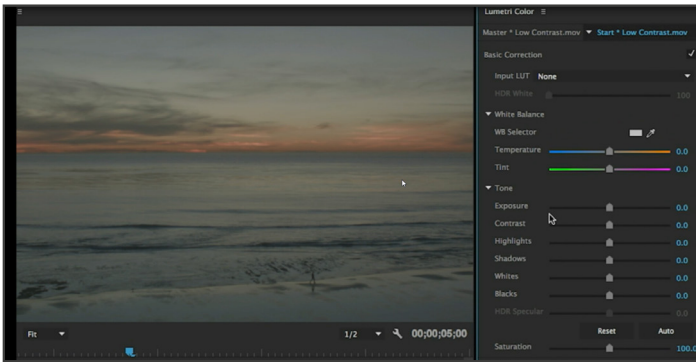 Lumetri Color
Master * Low Contrast.mov Start * Low Contrast.mov
Basic Correction
Input LUT None
HDR White 100
White Balance
WB Selector
Temperature 0.0
Tint 0.0
Tone
Exposure 0.0
Contrast 0.0
Highlights 0.0
Shadows 0.0
Whites 0.0
Blacks 0.0
HDR Specular 0.0
Reset Auto
Saturation 100.0
Fit 1/2 00;00;05;00